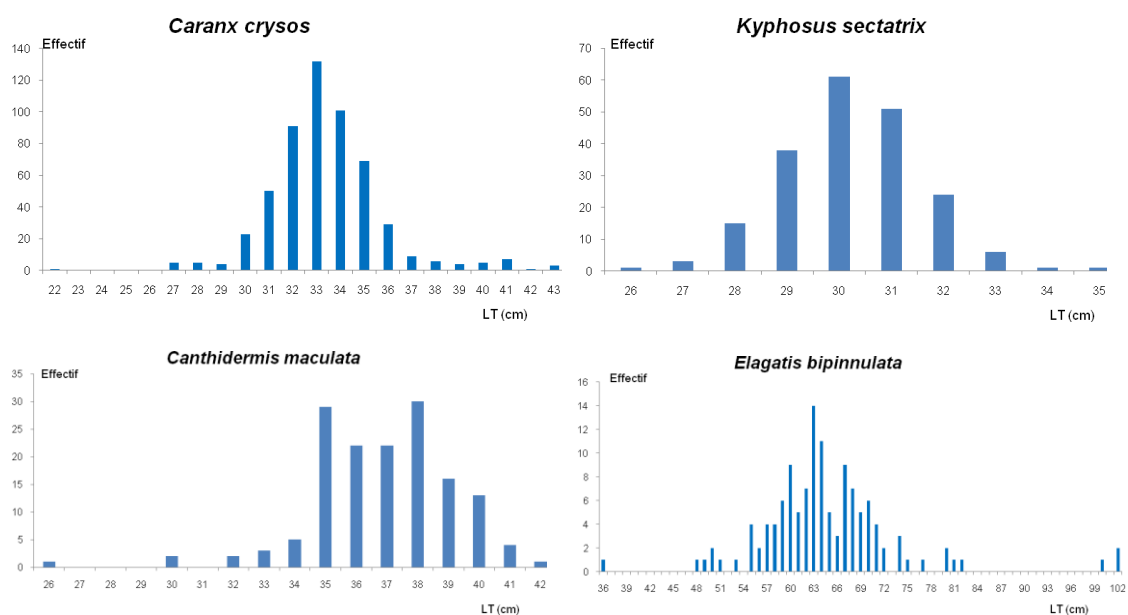 Caranx crysos
Effectif
140
120
100
80
60
40
20
0
22 23 24 25 26 27 28 29 30 31 32 33 34 35 36 37 38 39 40 41 42 43
LT (cm)
Kyphosus sectatrix
Effectif
70
60
50
40
30
20
10
0
26 27 28 29 30 31 32 33 34 35
LT (cm)
Canthidermis maculata
Effectif
35
30
25
20
15
10
5
0
26 27 28 29 30 31 32 33 34 35 36 37 38 39 40 41 42
LT (cm)
Elagatis bipinnulata
Effectif
16
14
12
10
8
6
4
2
0
36 39 42 45 48 51 54 57 60 63 66 69 72 75 78 81 84 87 90 93 96 99 102
LT (cm)